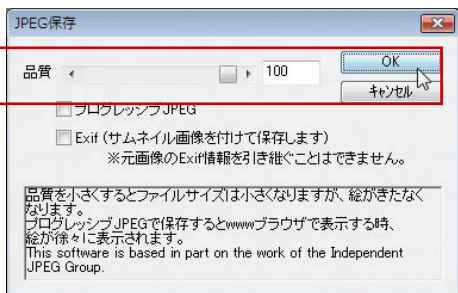 JPEG保存
品質
100
OK
キャンセル
プログレッシブJPEG
Exif (サムネイル画像を付けて保存します)
※元画像のExif情報を引き継ぐことはできません。
品質を小さくするとファイルサイズは小さくなりますが、絵がきたなく
なります。
プログレッシブJPEGで保存するとwwwブラウザで表示する時、
絵が徐々に表示されます。
This software is based in part on the work of the Independent
JPEG Group.